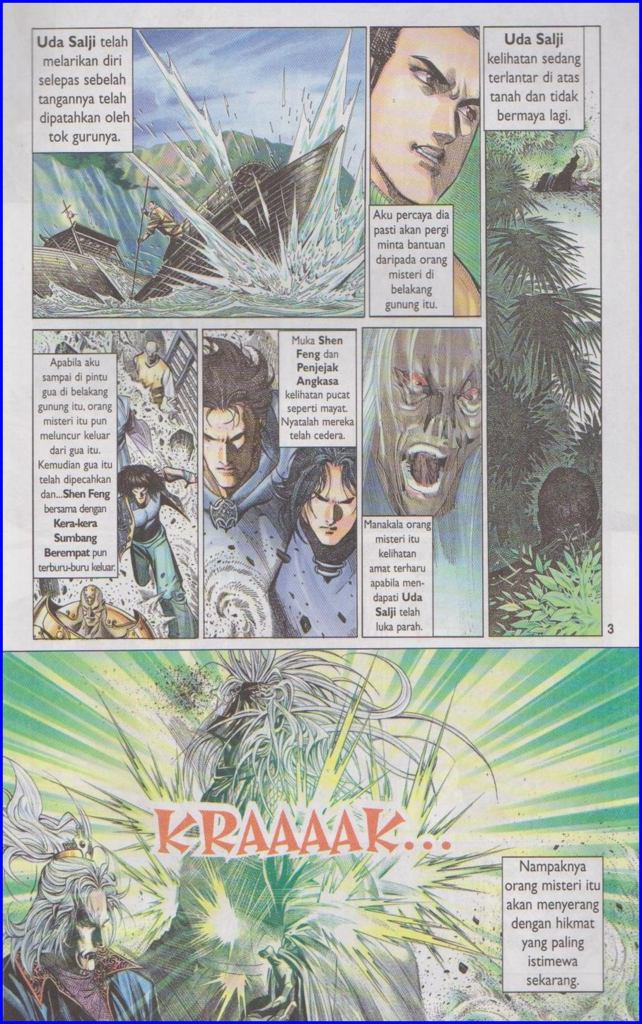 Uda Salji telah
melarikan diri
selepas sebelah
tangannya telah
dipatahkan oleh
tok gurunya.
Aku percaya dia
pasti akan pergi
minta bantuan
daripada orang
misteri di
belakang
gunung itu.
Uda Salji
kelihatan sedang
terlantar di atas
tanah dan tidak
bermaya lagi.
Apabila aku
sampai di pintu
gua di belakang
gunung itu, orang
misteri itu pun
meluncur keluar
dari gua itu.
Kemudian gua itu
telah dipecahkan
dan...Shen Feng
bersama dengan
Kera-kera
Sumbang
Berempat pun
terburu-buru keluar.
Muka Shen
Feng dan
Penjejak
Angkasa
kelihatan pucat
seperti mayat.
Nyatalah mereka
telah cedera.
Manakala orang
misteri itu
kelihatan
amat terharu
apabila men-
dapati Uda
Salji telah
luka parah.
3
KRAAAAK...
Nampaknya
orang misteri itu
akan menyerang
dengan hikmat
yang paling
istimewa
sekarang.